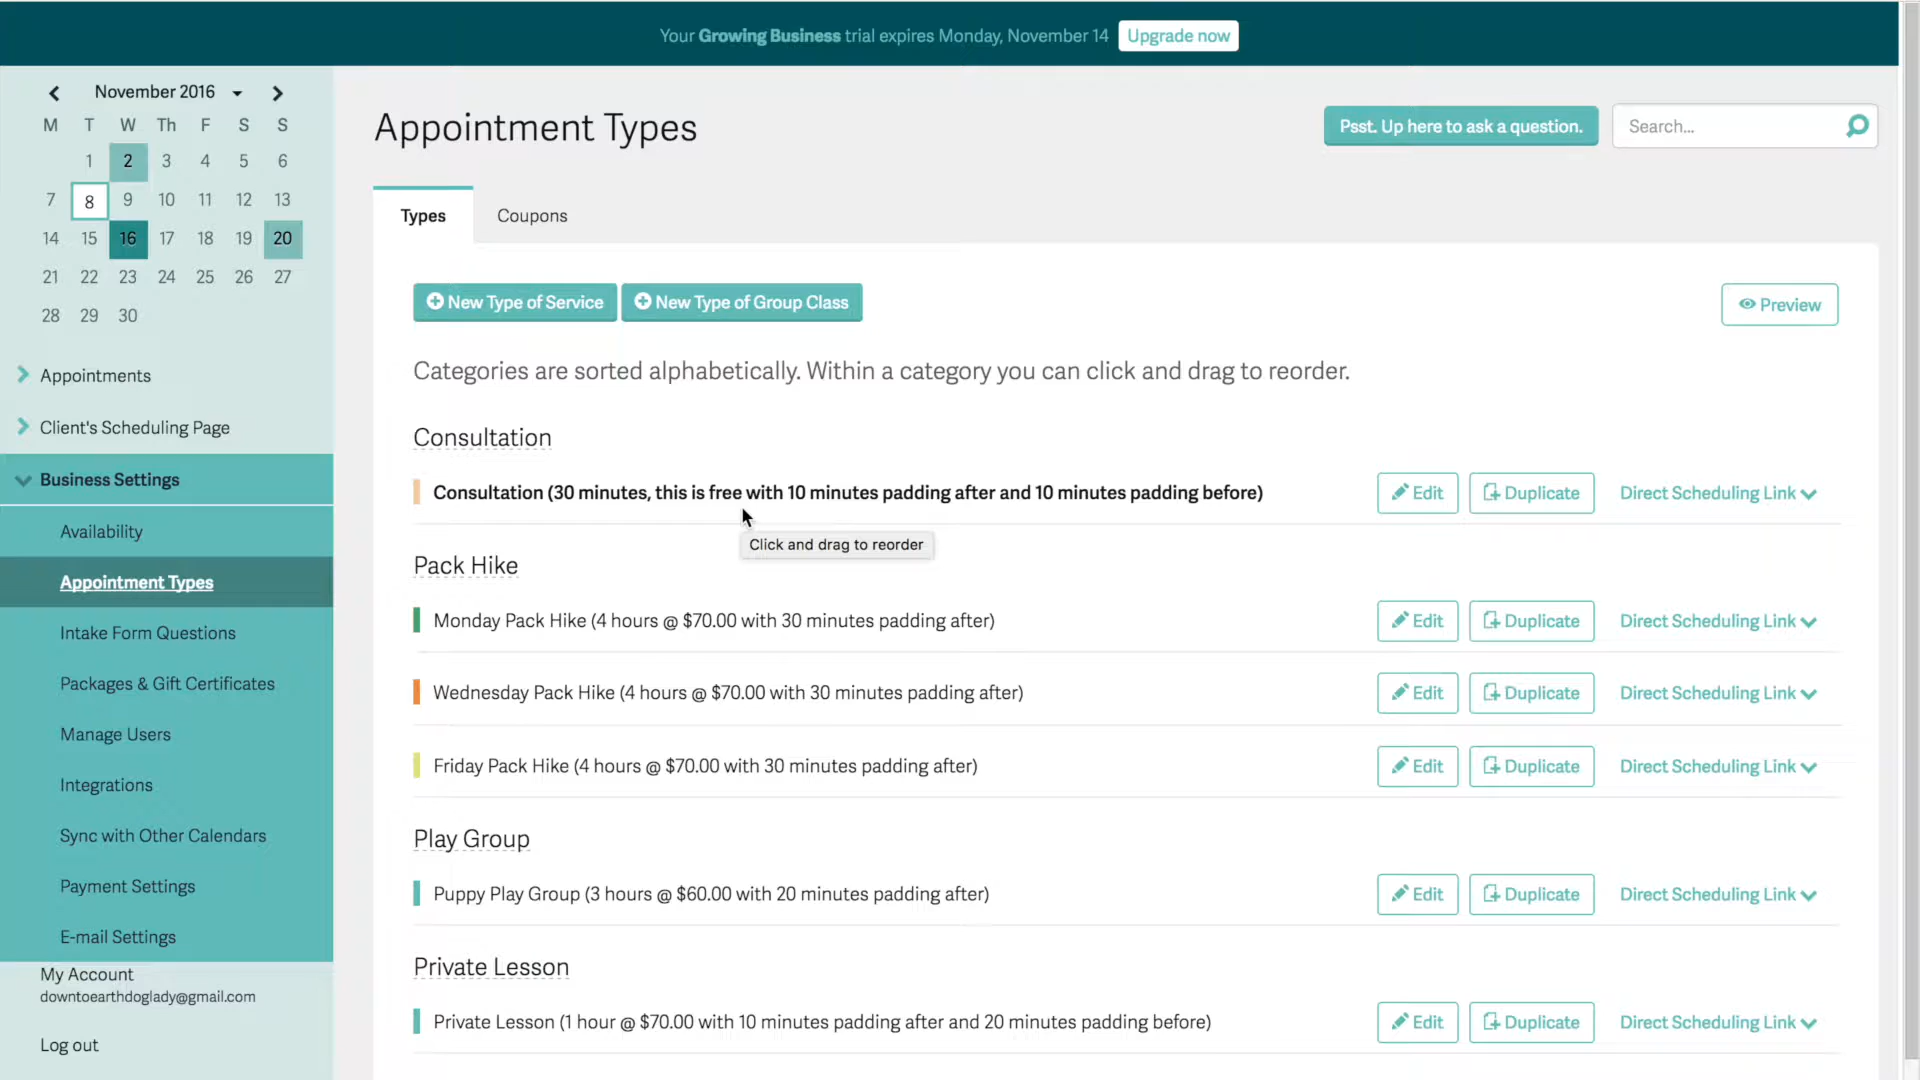 Your Growing Business trial expires Monday, November 14 Upgrade now
November 2016
M T W Th F S S
1 2 3 4 5 6
7 8 9 10 11 12 13
14 15 16 17 18 19 20
21 22 23 24 25 26 27
28 29 30
Appointments
Client's Scheduling Page
Business Settings
Availability
Appointment Types
Intake Form Questions
Packages & Gift Certificates
Manage Users
Integrations
Sync with Other Calendars
Payment Settings
E-mail Settings
My Account
downtoearthdoglady@gmail.com
Log out
Appointment Types
Psst. Up here to ask a question.
Search...
Types Coupons
New Type of Service New Type of Group Class Preview
Categories are sorted alphabetically. Within a category you can click and drag to reorder.
Consultation
Consultation (30 minutes, this is free with 10 minutes padding after and 10 minutes padding before) Edit Duplicate Direct Scheduling Link
Click and drag to reorder
Pack Hike
Monday Pack Hike (4 hours @ $70.00 with 30 minutes padding after) Edit Duplicate Direct Scheduling Link
Wednesday Pack Hike (4 hours @ $70.00 with 30 minutes padding after) Edit Duplicate Direct Scheduling Link
Friday Pack Hike (4 hours @ $70.00 with 30 minutes padding after) Edit Duplicate Direct Scheduling Link
Play Group
Puppy Play Group (3 hours @ $60.00 with 20 minutes padding after) Edit Duplicate Direct Scheduling Link
Private Lesson
Private Lesson (1 hour @ $70.00 with 10 minutes padding after and 20 minutes padding before) Edit Duplicate Direct Scheduling Link